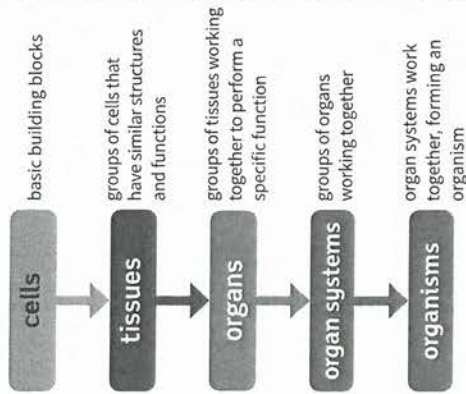 cells
basic building blocks
tissues
groups of cells that
have similar structures
and functions
organs
groups of tissues working
together to perform a
specific function
organ systems
groups of organs
working together
organisms
organ systems work
together, forming an
organism